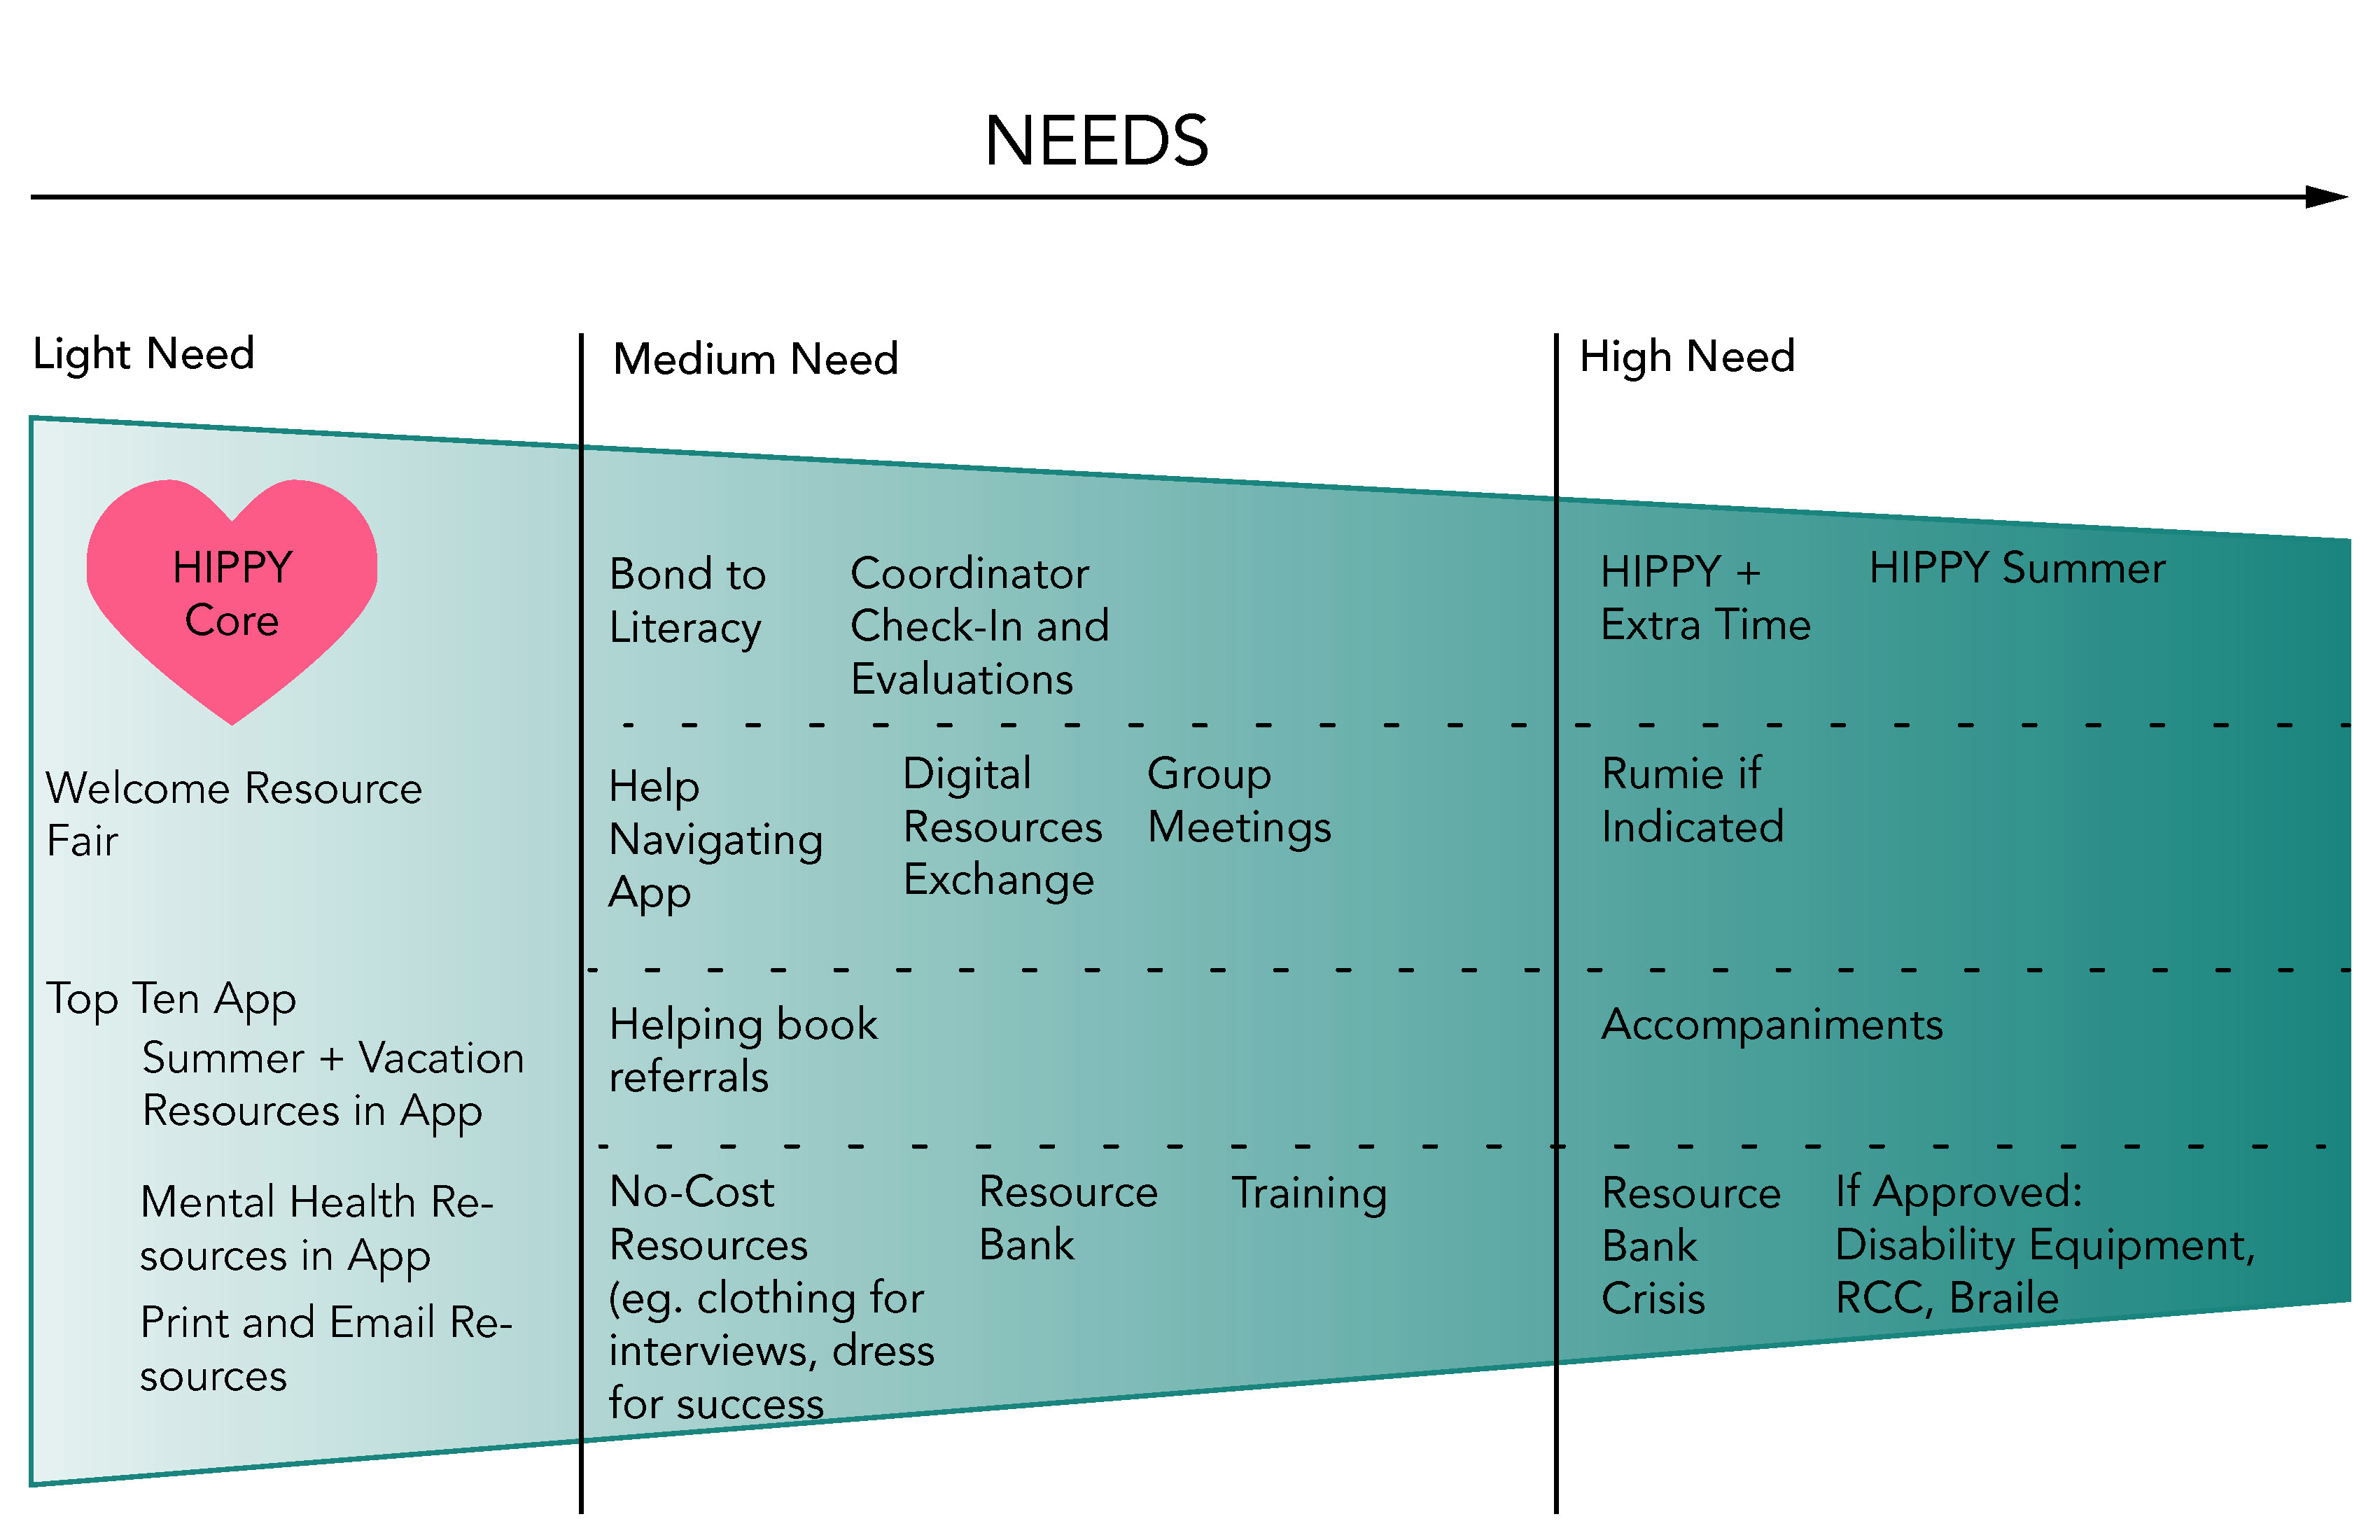 NEEDS
Light Need
Medium Need
High Need
HIPPY
Core
Welcome Resource
Fair
Top Ten App
Summer + Vacation
Resources in App
Mental Health Re-
sources in App
Print and Email Re-
sources
Bond to
Literacy
Coordinator
Check-In and
Evaluations
Help
Navigating
App
Digital
Resources
Exchange
Group
Meetings
Helping book
referrals
No-Cost
Resources
(eg. clothing for
interviews, dress
for success
Resource
Bank
Training
HIPPY +
Extra Time
HIPPY Summer
Rumie if
Indicated
Accompaniments
Resource
Bank
Crisis
If Approved:
Disability Equipment,
RCC, Braile